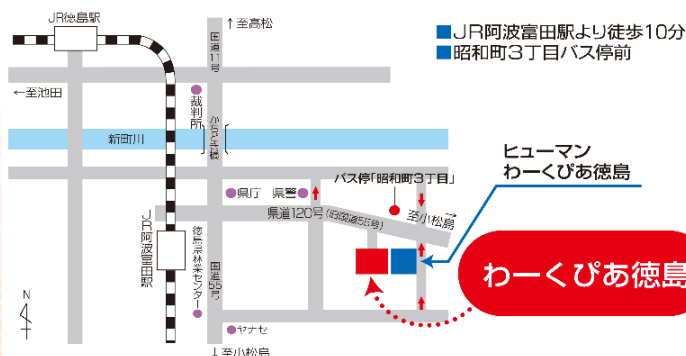 JR徳島駅
↑至高松
国道11号
■JR阿波富田駅より徒歩10分
■昭和町3丁目バス停前
←至池田
裁判所
かちどき橋
新町川
ヒューマン
わーくぴあ徳島
バス停「昭和町3丁目」
県庁
県警
県道120号(旧国道55号)
至小松島→
JR阿波富田駅
徳島県林業センター
国道55号
わーくぴあ徳島
N
ヤナセ
↓至小松島